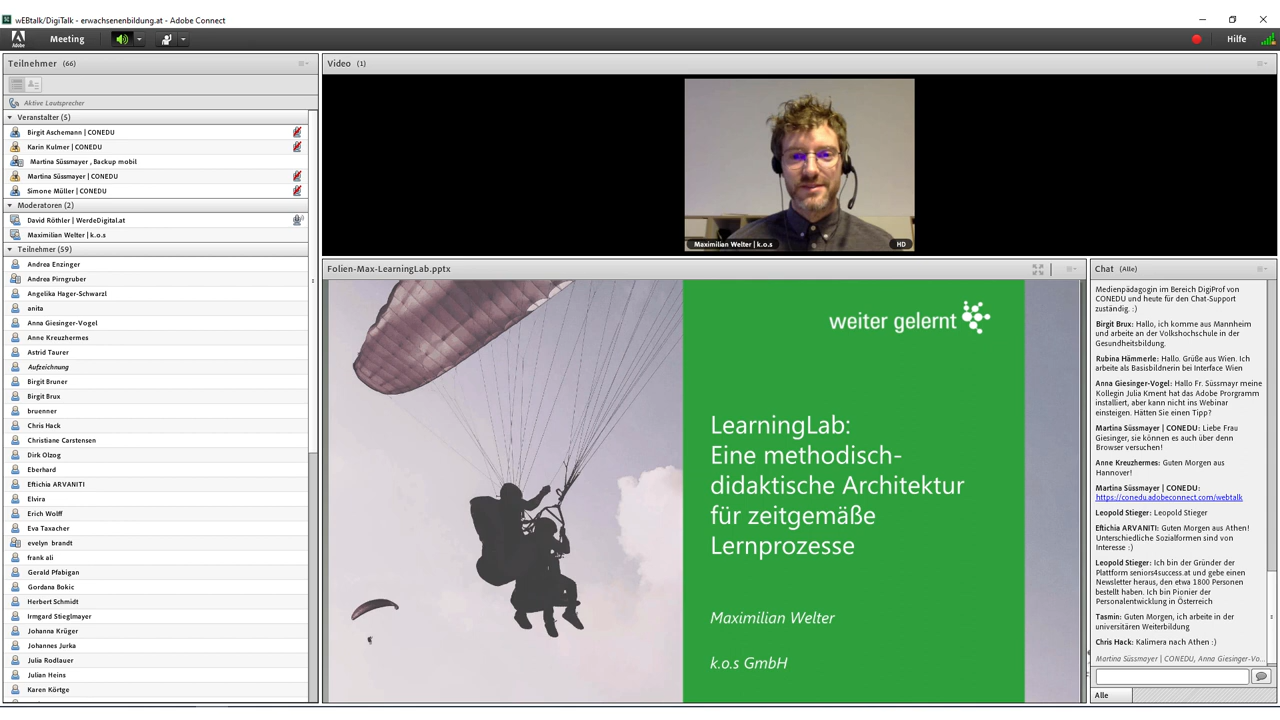 wEBtalk/DigiTalk - erwachsenenbildung.at - Adobe Connect
Adobe
Meeting
Hilfe
Teilnehmer (66)
Aktive Lautsprecher
Veranstalter (5)
Birgit Aschemann | CONEDU
Karin Kulmer | CONEDU
Martina Süssmayer , Backup mobil
Martina Süssmayer | CONEDU
Simone Müller | CONEDU
Moderatoren (2)
David Röthler | WerdeDigital.at
Maximilian Welter | k.o.s
Teilnehmer (59)
Andrea Enzinger
Andrea Pirngruber
Angelika Hager-Schwarzl
anita
Anna Giesinger-Vogel
Anne Kreuzhermes
Astrid Taurer
Aufzeichnung
Birgit Bruner
Birgit Brux
bruenner
Chris Hack
Christiane Carstensen
Dirk Olzog
Eberhard
Eftichia ARVANITI
Elvira
Erich Wolff
Eva Taxacher
evelyn brandt
frank ali
Gerald Pfabigan
Gordana Bokic
Herbert Schmidt
Irmgard Stieglmayer
Johanna Krüger
Johannes Jurka
Julia Rodlauer
Julian Heins
Karen Körtge
Video (1)
Maximilian Welter | k.o.s
HD
Folien-Max-LearningLab.pptx
weiter gelernt
LearningLab:
Eine methodisch-
didaktische Architektur
für zeitgemäße
Lernprozesse
Maximilian Welter
k.o.s GmbH
Chat (Alle)
Medienpädagogin im Bereich DigiProf von
CONEDU und heute für den Chat-Support
zuständig. :)
Birgit Brux: Hallo, ich komme aus Mannheim
und arbeite an der Volkshochschule in der
Gesundheitsbildung.
Rubina Hämmerle: Hallo. Grüße aus Wien. Ich
arbeite als Basisbildnerin bei Interface Wien
Anna Giesinger-Vogel: Hallo Fr. Süssmayr meine
Kollegin Julia Kment hat das Adobe Prorgramm
installiert, aber kann nicht ins Webinar
einsteigen. Hätten Sie einen Tipp?
Martina Süssmayer | CONEDU: Liebe Frau
Giesinger, sie können es auch über denn
Browser versuchen!
Anne Kreuzhermes: Guten Morgen aus
Hannover!
Martina Süssmayer | CONEDU:
https://conedu.adobeconnect.com/webtalk
Leopold Stieger: Leopold Stieger
Eftichia ARVANITI: Guten Morgen aus Athen!
Unterschiedliche Sozialformen sind von
Interesse :)
Leopold Stieger: Ich bin der Gründer der
Plattform seniors4success.at und gebe einen
Newsletter heraus, den etwa 1800 Personen
bestellt haben. Ich bin Pionier der
Personalentwicklung in Österreich
Tasmin: Guten Morgen, ich arbeite in der
universitären Weiterbildung
Chris Hack: Kalimera nach Athen :)
Martina Süssmayer | CONEDU, Anna Giesinger-Vo...
Alle